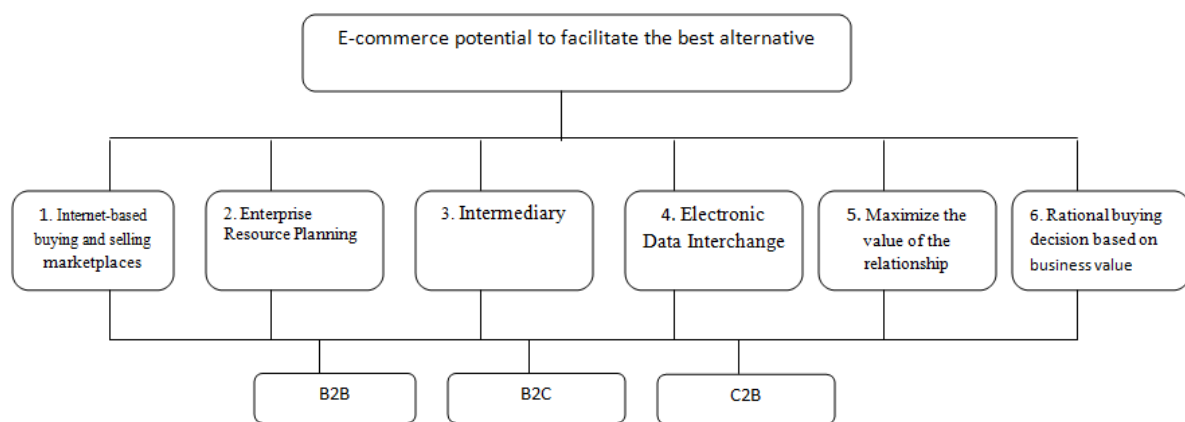 E-commerce potential to facilitate the best alternative
1. Internet-based
buying and selling
marketplaces
2. Enterprise
Resource Planning
3. Intermediary
4. Electronic
Data Interchange
5. Maximize the
value of the
relationship
6. Rational buying
decision based on
business value
B2B
B2C
C2B